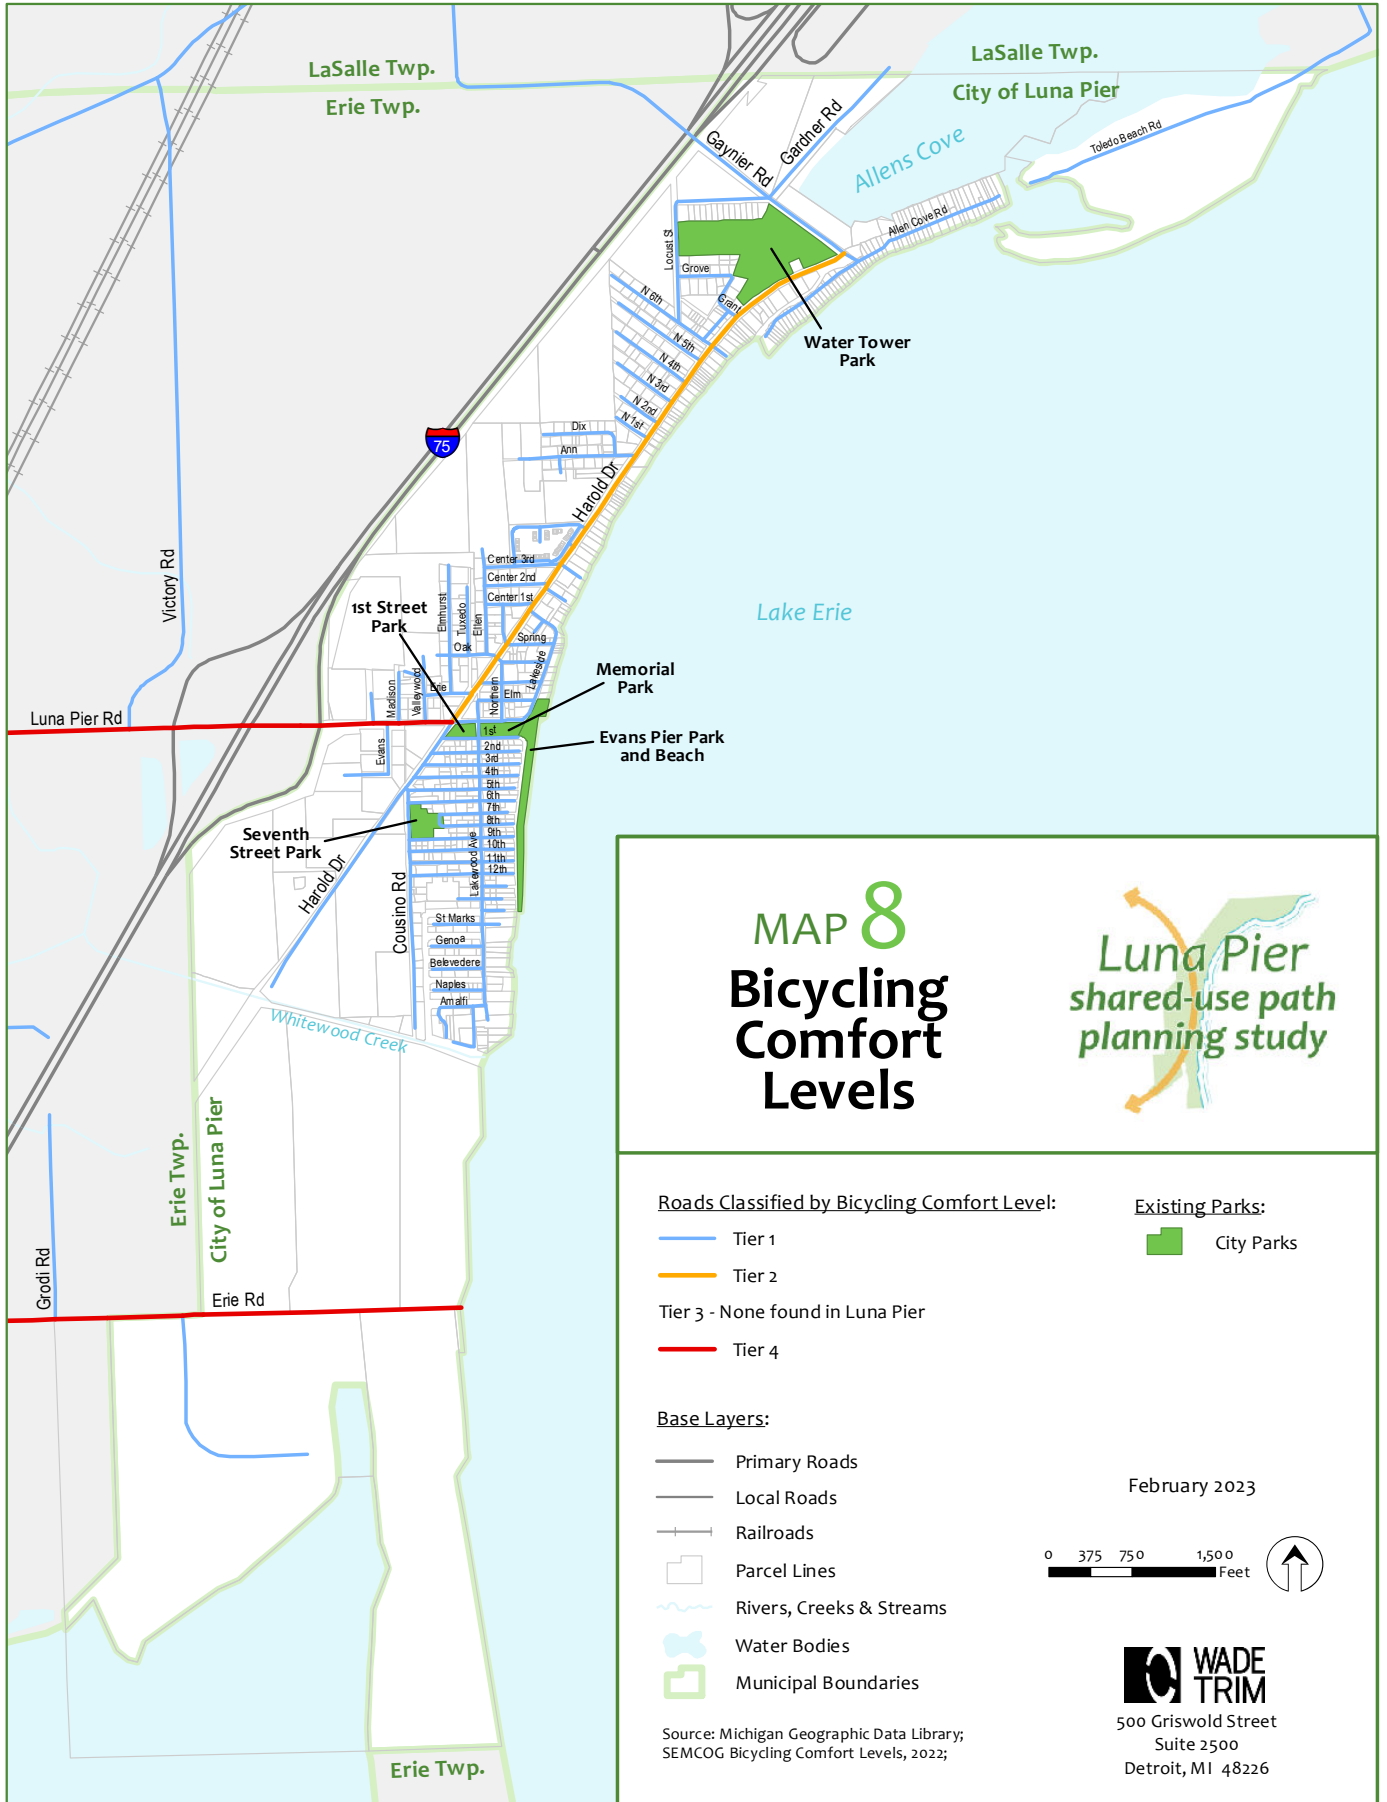 LaSalle Twp.
Erie Twp.
LaSalle Twp.
City of Luna Pier
Gaynier Rd
Gardner Rd
Allens Cove
Toledo Beach Rd
Allen Cove Rd
Locust St
Grove
Grant
N 6th
N 5th
N 4th
N 3rd
N 2nd
N 1st
Water Tower
Park
75
Dix
Ann
Harold Dr
Victory Rd
Center 3rd
Center 2nd
Center 1st
1st Street
Park
Elmhurst
Tuxedo
Ellen
Oak
Spring
Lakeside
Lake Erie
Memorial
Park
Madison
Valleywood
Erie
Northern
Elm
Luna Pier Rd
1st
Evans
2nd
3rd
4th
5th
6th
7th
8th
9th
10th
11th
12th
Evans Pier Park
and Beach
Seventh
Street Park
Lakewood Ave
Harold Dr
Cousino Rd
St Marks
Genoa
Belevedere
Naples
Amalfi
Whitewood Creek
Erie Twp.
City of Luna Pier
Grodi Rd
Erie Rd
Erie Twp.
MAP 8
Bicycling
Comfort
Levels
Luna Pier
shared-use path
planning study
Roads Classified by Bicycling Comfort Level:
Tier 1
Tier 2
Tier 3 - None found in Luna Pier
Tier 4
Existing Parks:
City Parks
Base Layers:
Primary Roads
Local Roads
Railroads
Parcel Lines
Rivers, Creeks & Streams
Water Bodies
Municipal Boundaries
February 2023
0 375 750 1,500
Feet
WADE
TRIM
500 Griswold Street
Suite 2500
Detroit, MI 48226
Source: Michigan Geographic Data Library;
SEMCOG Bicycling Comfort Levels, 2022;